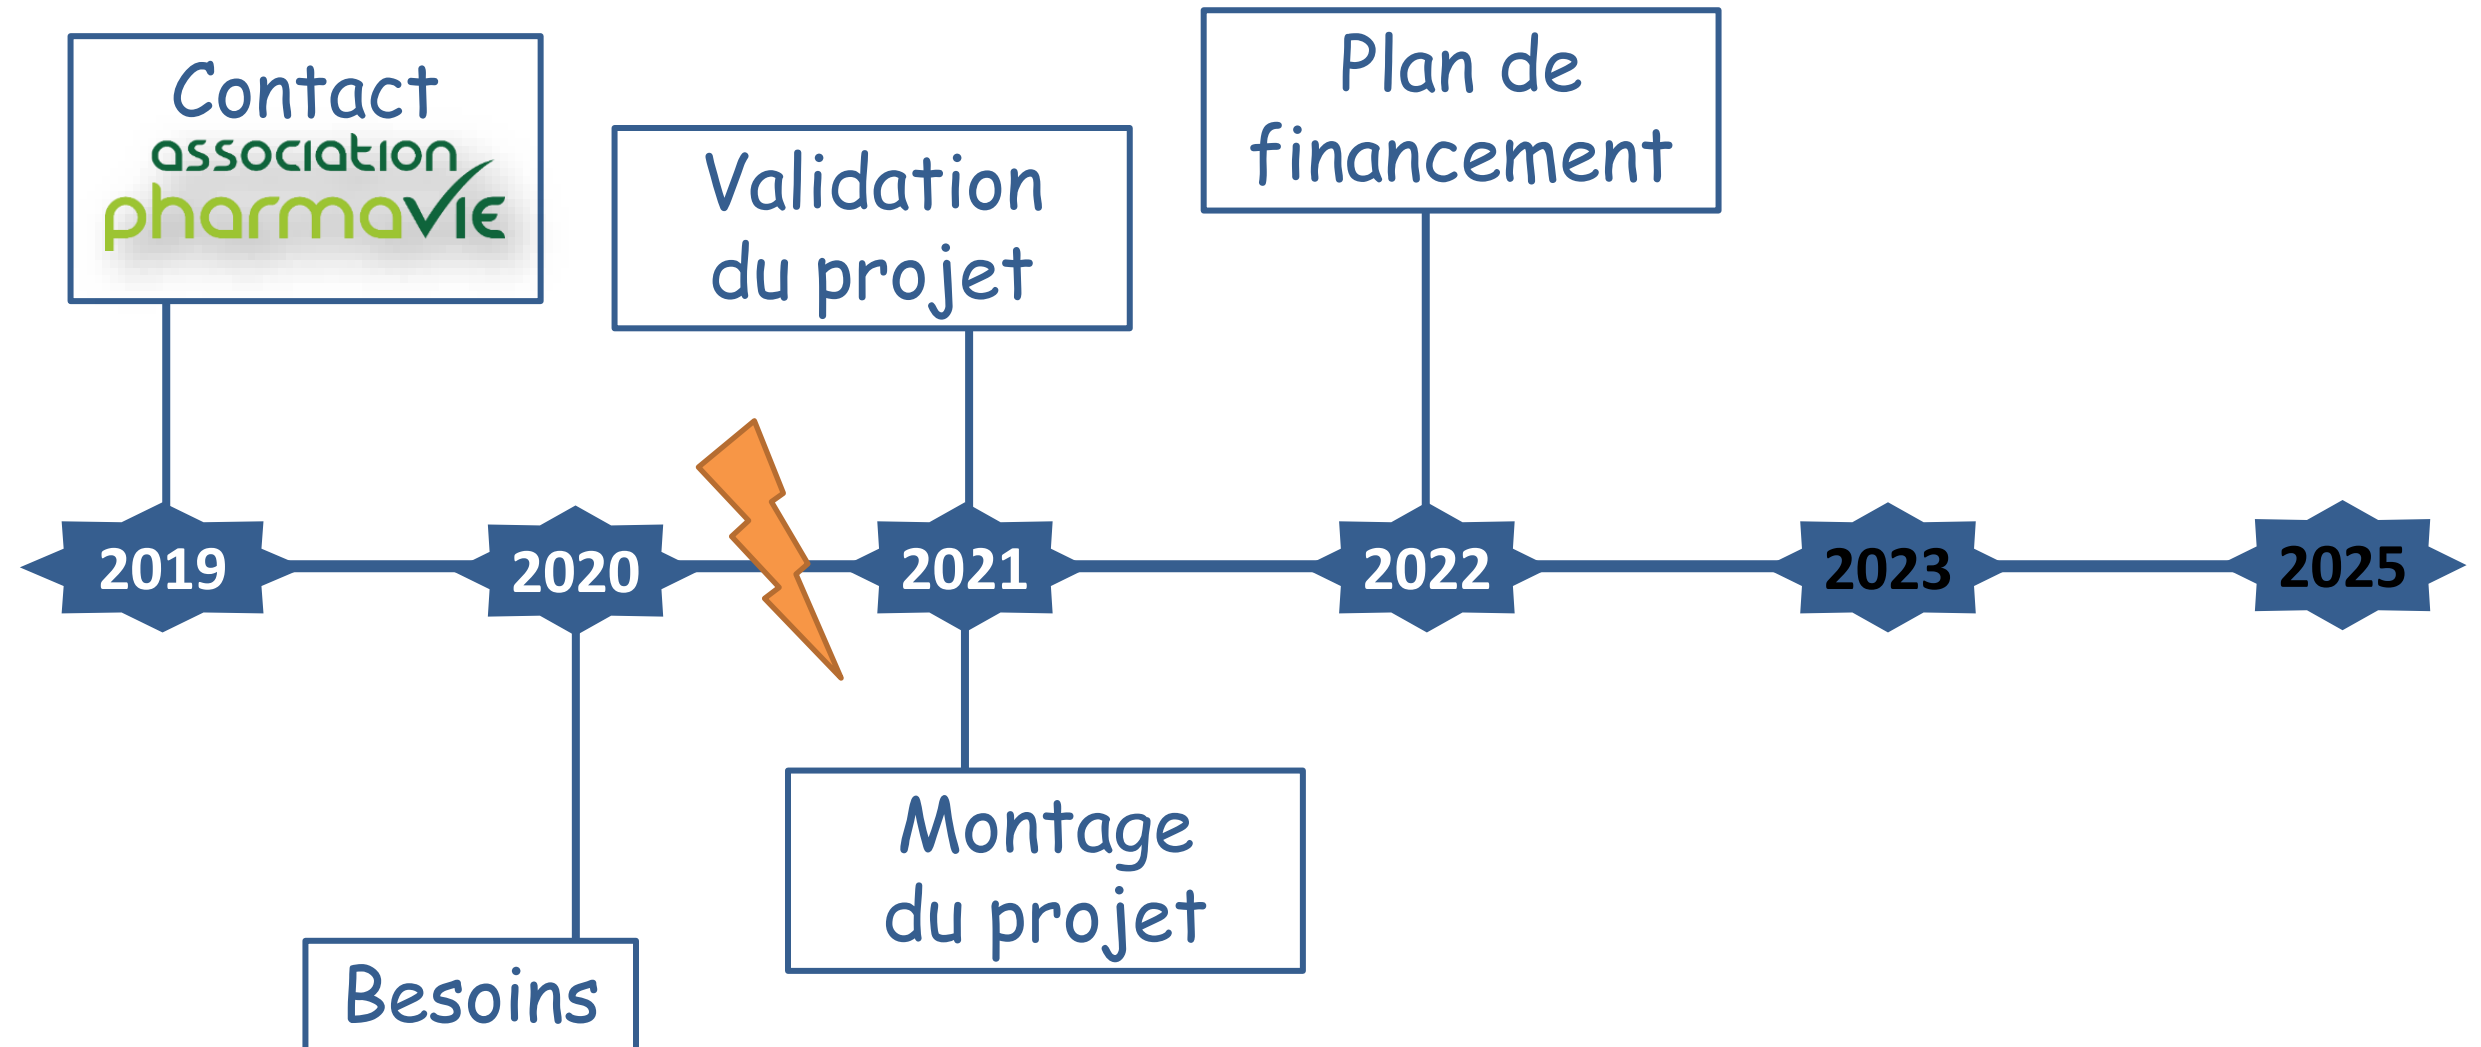 Contact
association
pharmavie
Validation
du projet
Plan de
financement
2019
2020
2021
2022
2023
2025
Montage
du projet
Besoins